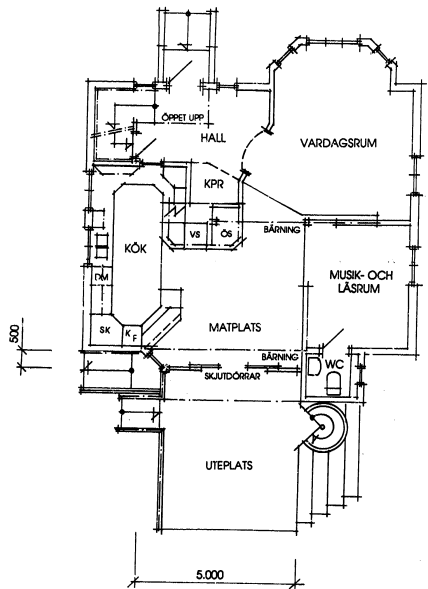 ÖPPET UPP
HALL
VARDAGSRUM
KPR
KÖK
VS
ÖS
BÄRNING
MUSIK- OCH
LÄSRUM
DM
MATPLATS
SK
K
F
BÄRNING
WC
SKJUTDÖRRAR
500
UTEPLATS
5.000